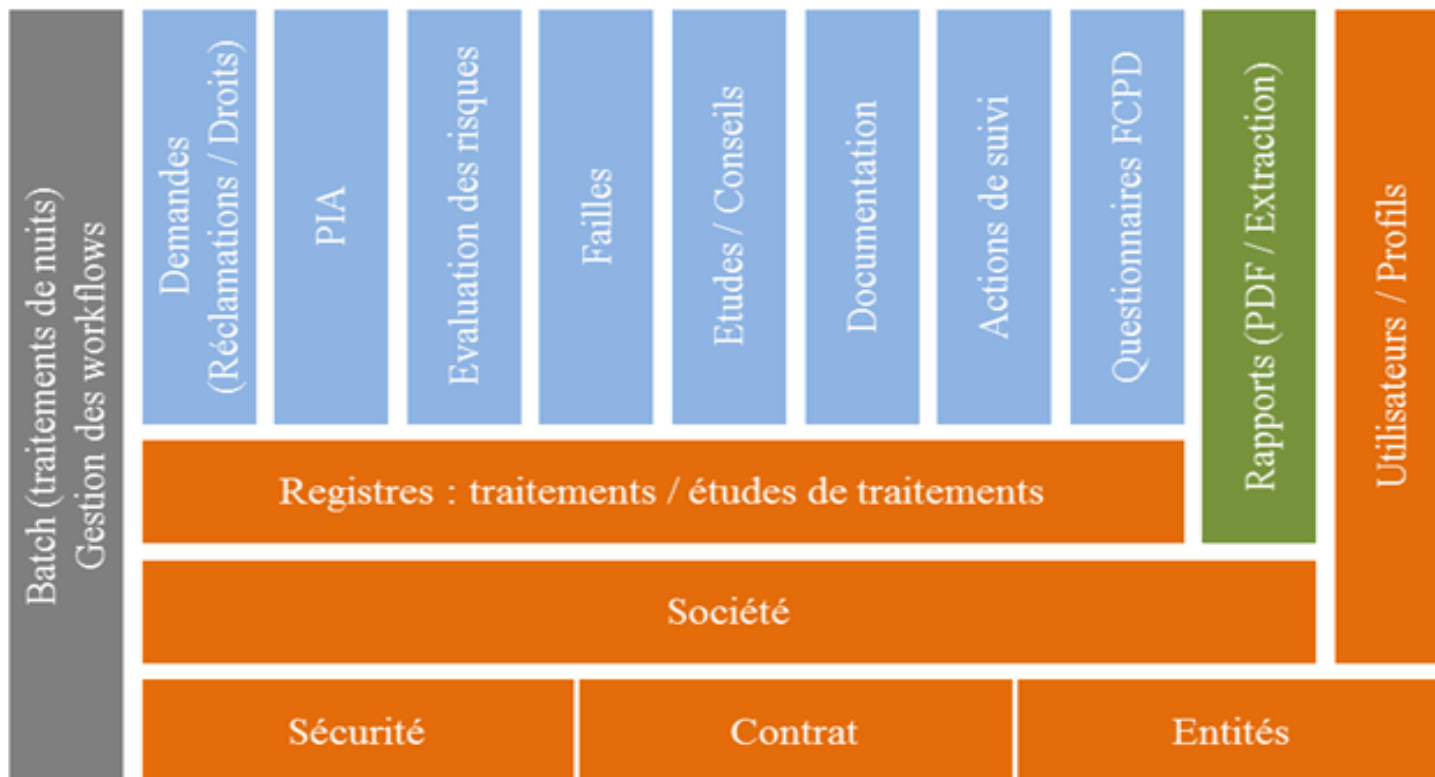 Batch (traitements de nuits)
Gestion des workflows
Demandes
(Réclamations / Droits)
PIA
Evaluation des risques
Failles
Etudes / Conseils
Documentation
Actions de suivi
Questionnaires FCPD
Rapports (PDF / Extraction)
Utilisateurs / Profils
Registres : traitements / études de traitements
Société
Sécurité
Contrat
Entités